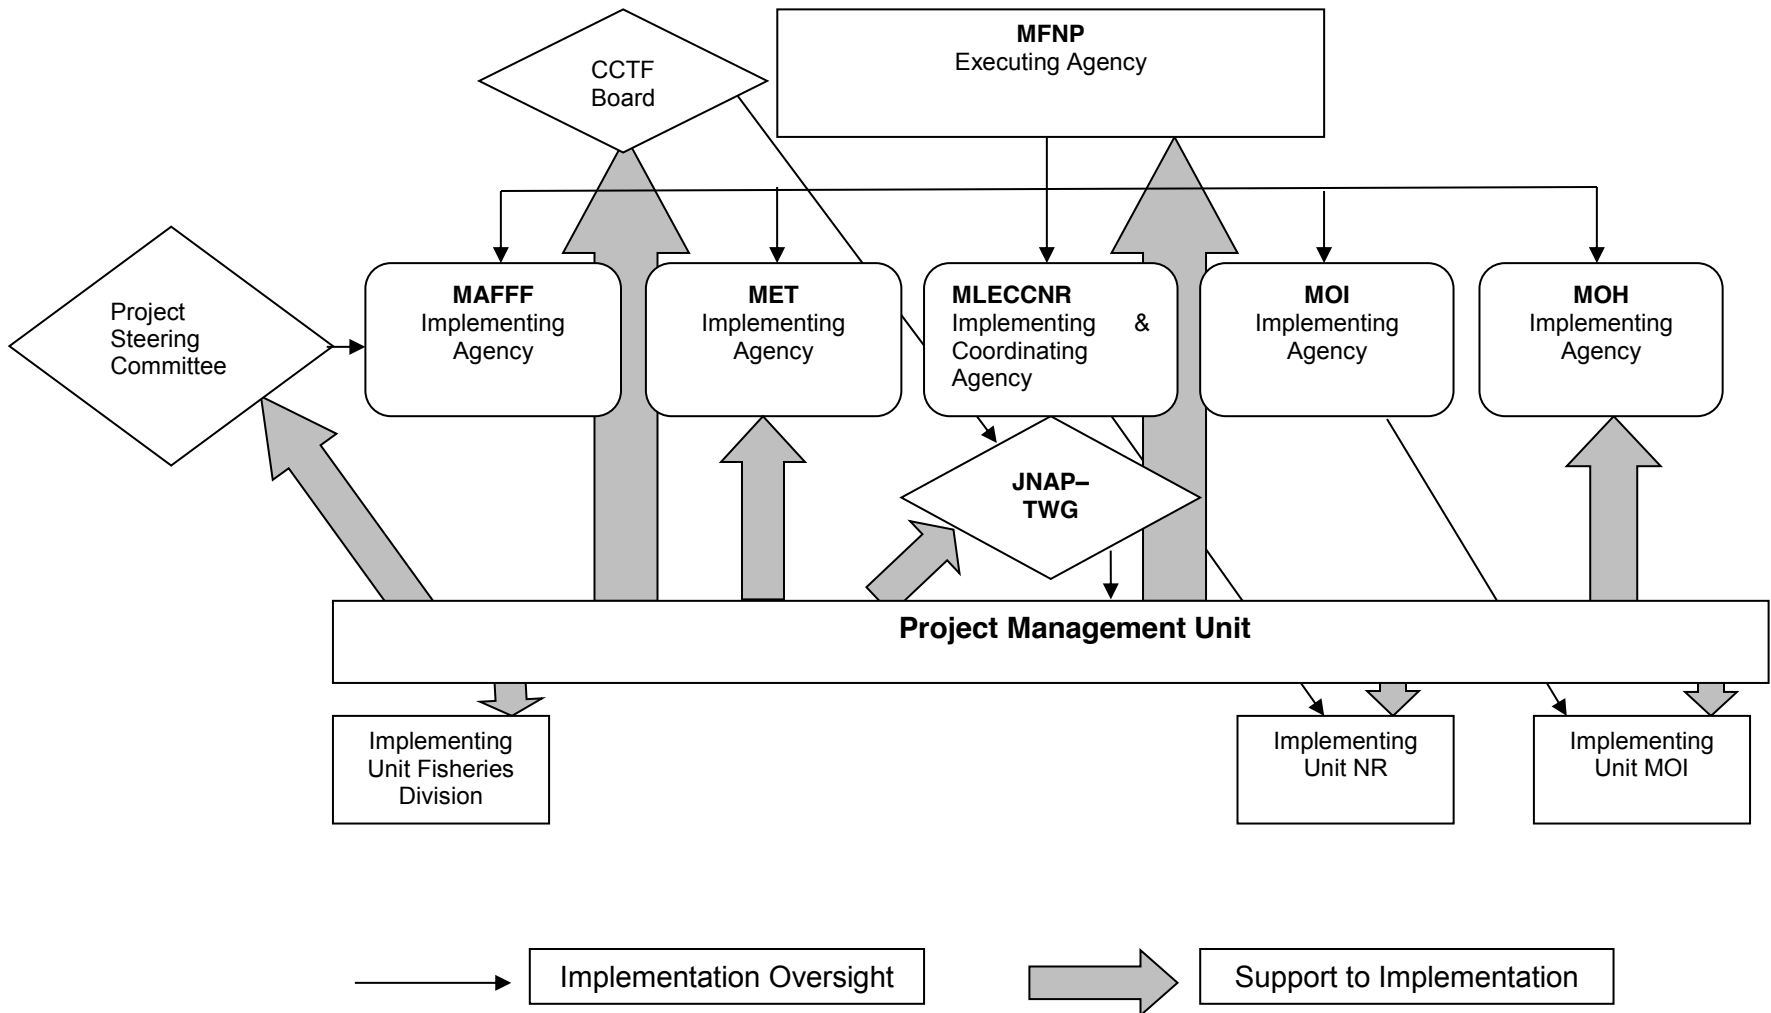 MFNP
Executing Agency
CCTF
Board
Project
Steering
Committee
MAFFF
Implementing
Agency
MET
Implementing
Agency
MLECCNR
Implementing &
Coordinating
Agency
MOI
Implementing
Agency
MOH
Implementing
Agency
JNAP–
TWG
Project Management Unit
Implementing
Unit Fisheries
Division
Implementing
Unit NR
Implementing
Unit MOI
Implementation Oversight
Support to Implementation